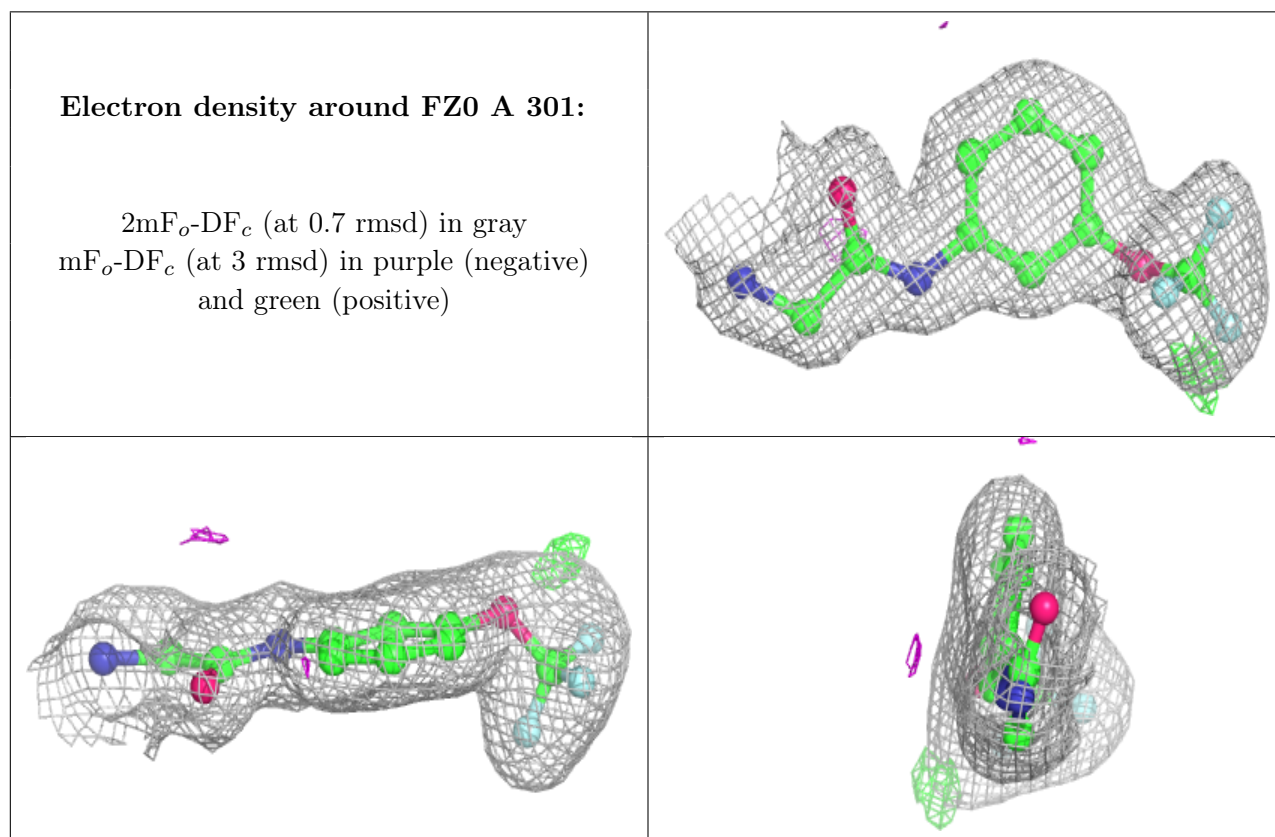 Electron density around FZ0 A 301:
2mFo-DFc (at 0.7 rmsd) in gray
mFo-DFc (at 3 rmsd) in purple (negative)
and green (positive)